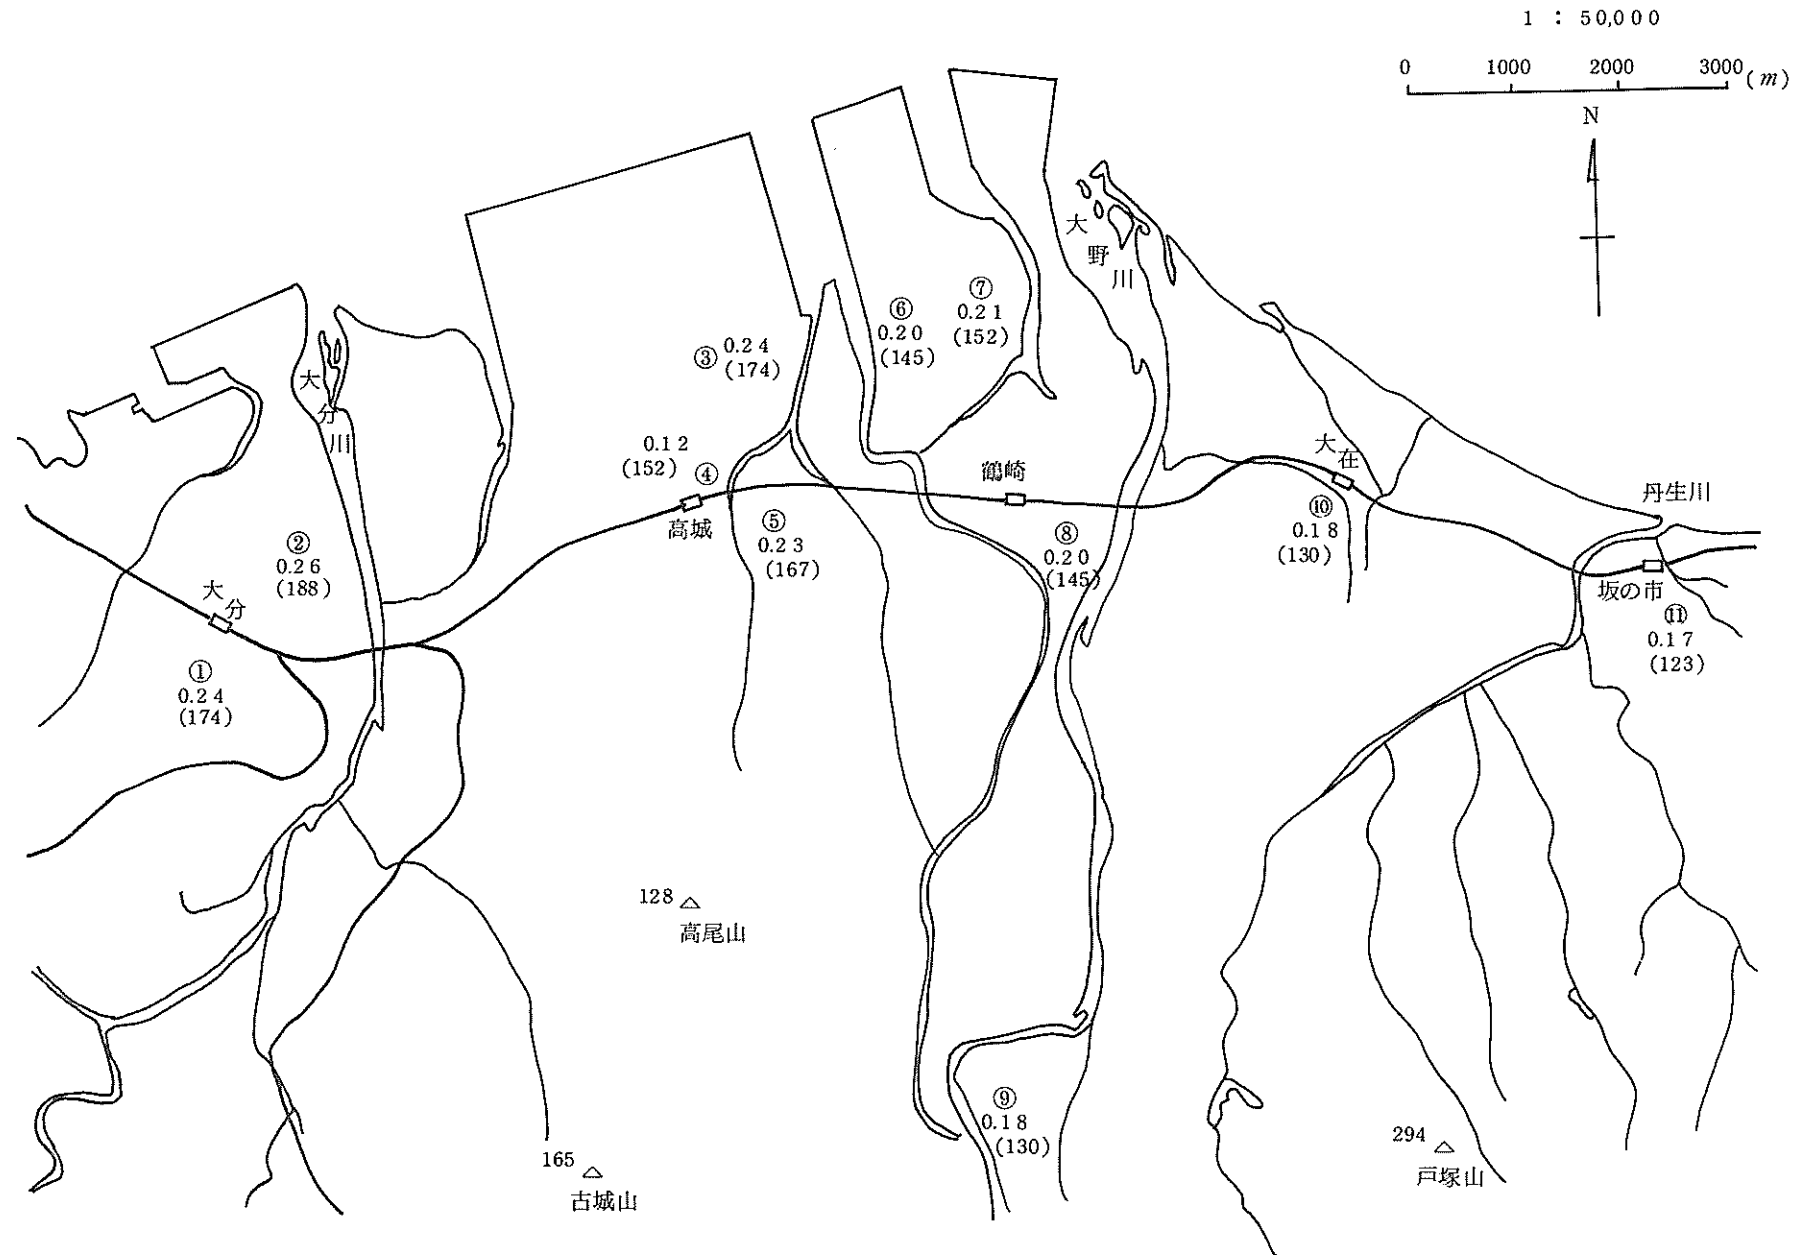 1 : 50,000
0 1000 2000 3000 (m)
N
大野川
⑦
0.21
(152)
⑥
0.20
(145)
③ 0.24
(174)
大分川
0.12
(152)
④
高城
鶴崎
大在
丹生川
⑤
0.23
(167)
⑧
0.20
(145)
⑩
0.18
(130)
②
0.26
(188)
大分
坂の市
⑪
0.17
(123)
①
0.24
(174)
128
高尾山
⑨
0.18
(130)
294
戸塚山
165
古城山